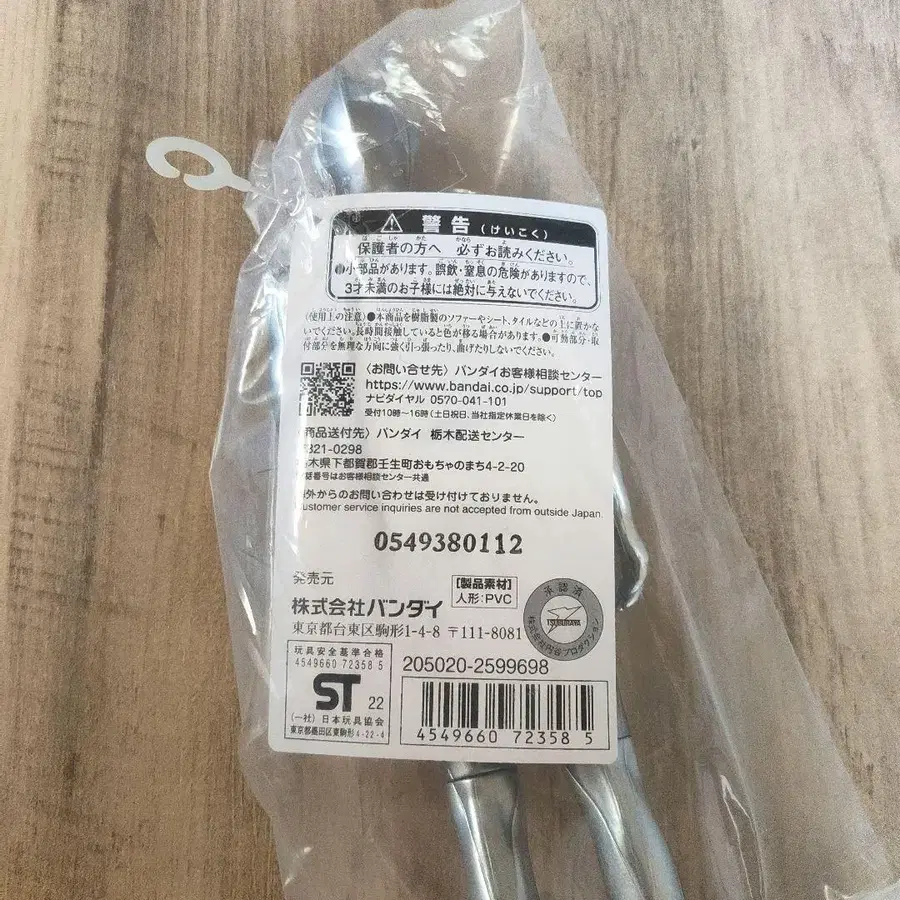 警告 (けいこく)
保護者の方へ 必ずお読みください。
小部品があります。誤飲・窒息の危険がありますので、
3才未満のお子様には絶対に与えないでください。
〈使用上の注意〉●本商品を樹脂製のソファーやシート、タイルなどの上に置かな
いでください。長時間接触していると色が移る場合があります。●可動部分・取
付部分を無理な方向に強く引っ張ったり、曲げたりしないでください。
〈お問い合せ先〉バンダイお客様相談センター
https://www.bandai.co.jp/support/top
ナビダイヤル 0570-041-101
受付10時〜16時(土日祝日、当社指定休業日を除く)
〈商品送付先〉バンダイ 栃木配送センター
321-0298
栃木県下都賀郡壬生町おもちゃのまち4-2-20
電話番号はお客様相談センター共通
海外からのお問い合わせは受け付けておりません。
Customer service inquiries are not accepted from outside Japan.
0549380112
発売元
株式会社バンダイ
東京都台東区駒形1-4-8 〒111-8081
[製品素材]
人形:PVC
承認済
TSUBURAYA
株式会社円谷プロダクション
玩具安全基準合格
4549660 72358 5
ST 22
(一社)日本玩具協会
東京都墨田区東駒形4-22-4
205020-2599698
4549660 72358 5